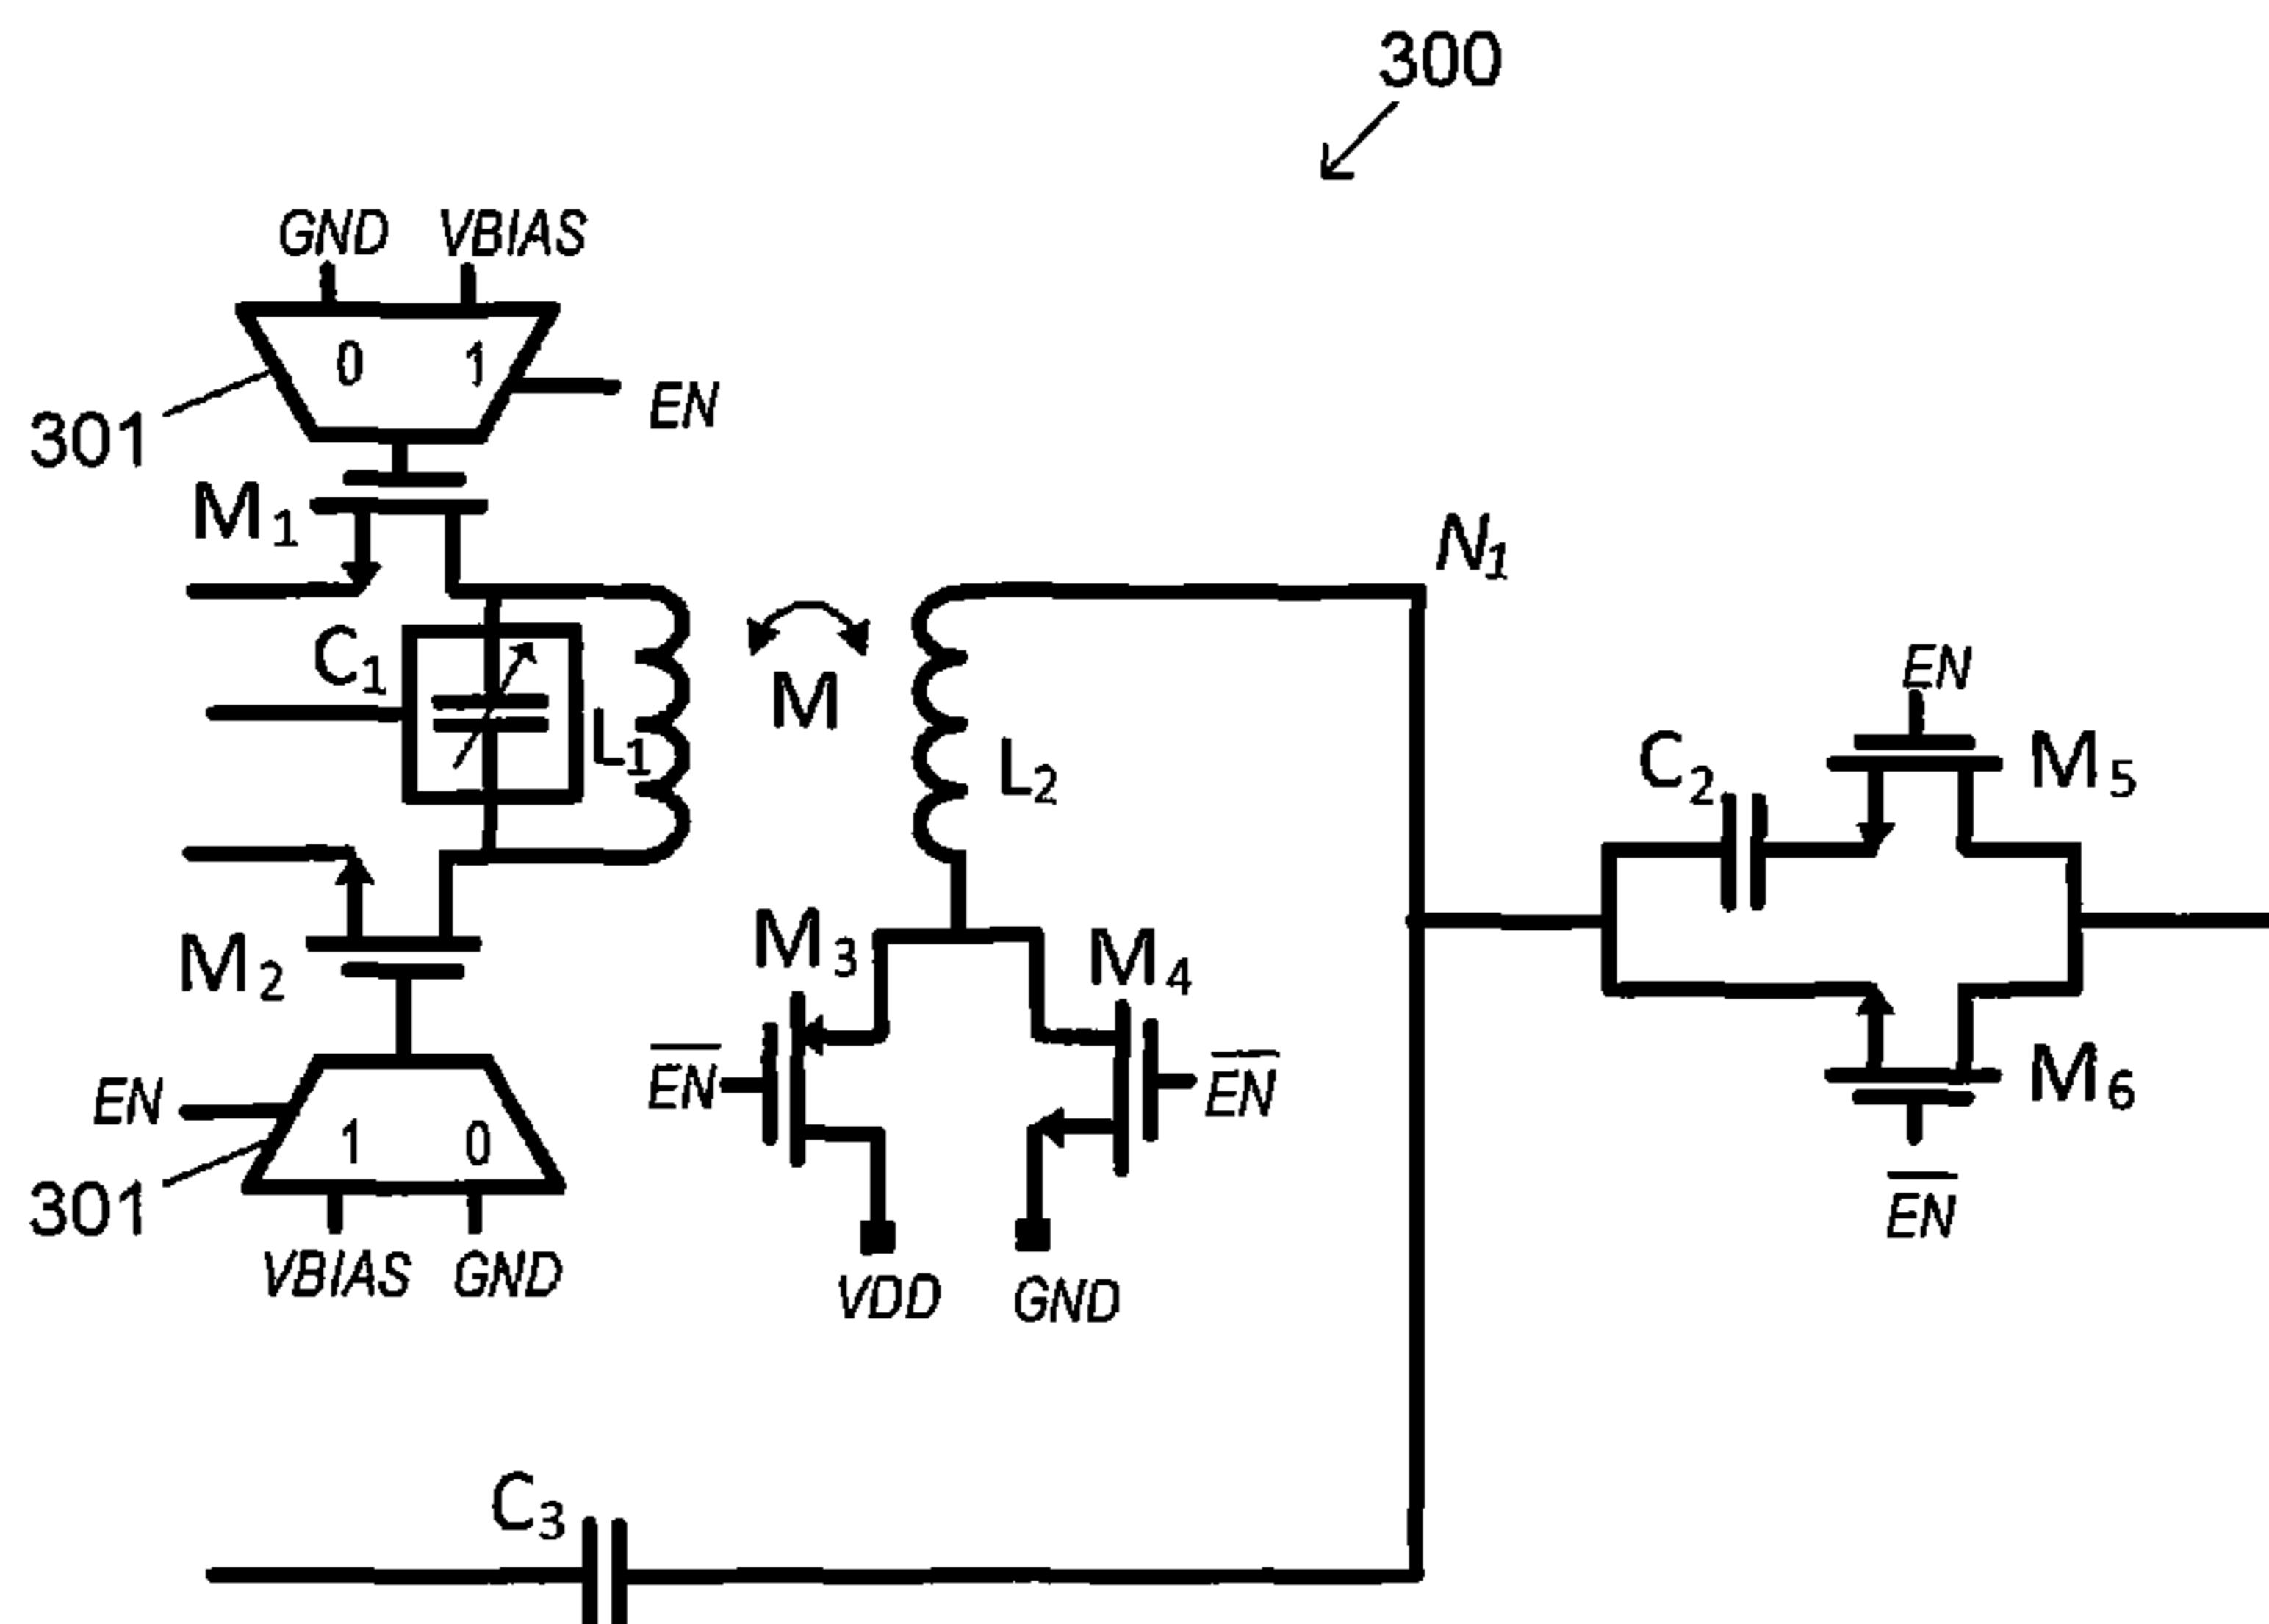 300
GND VBIAS
0 1
EN
301
M1
N1
C1
M
L1
L2
EN
C2
M5
M2
M3
M4
EN̅
EN̅
M6
EN
1 0
301
EN̅
VBIAS GND
VDD
GND
C3